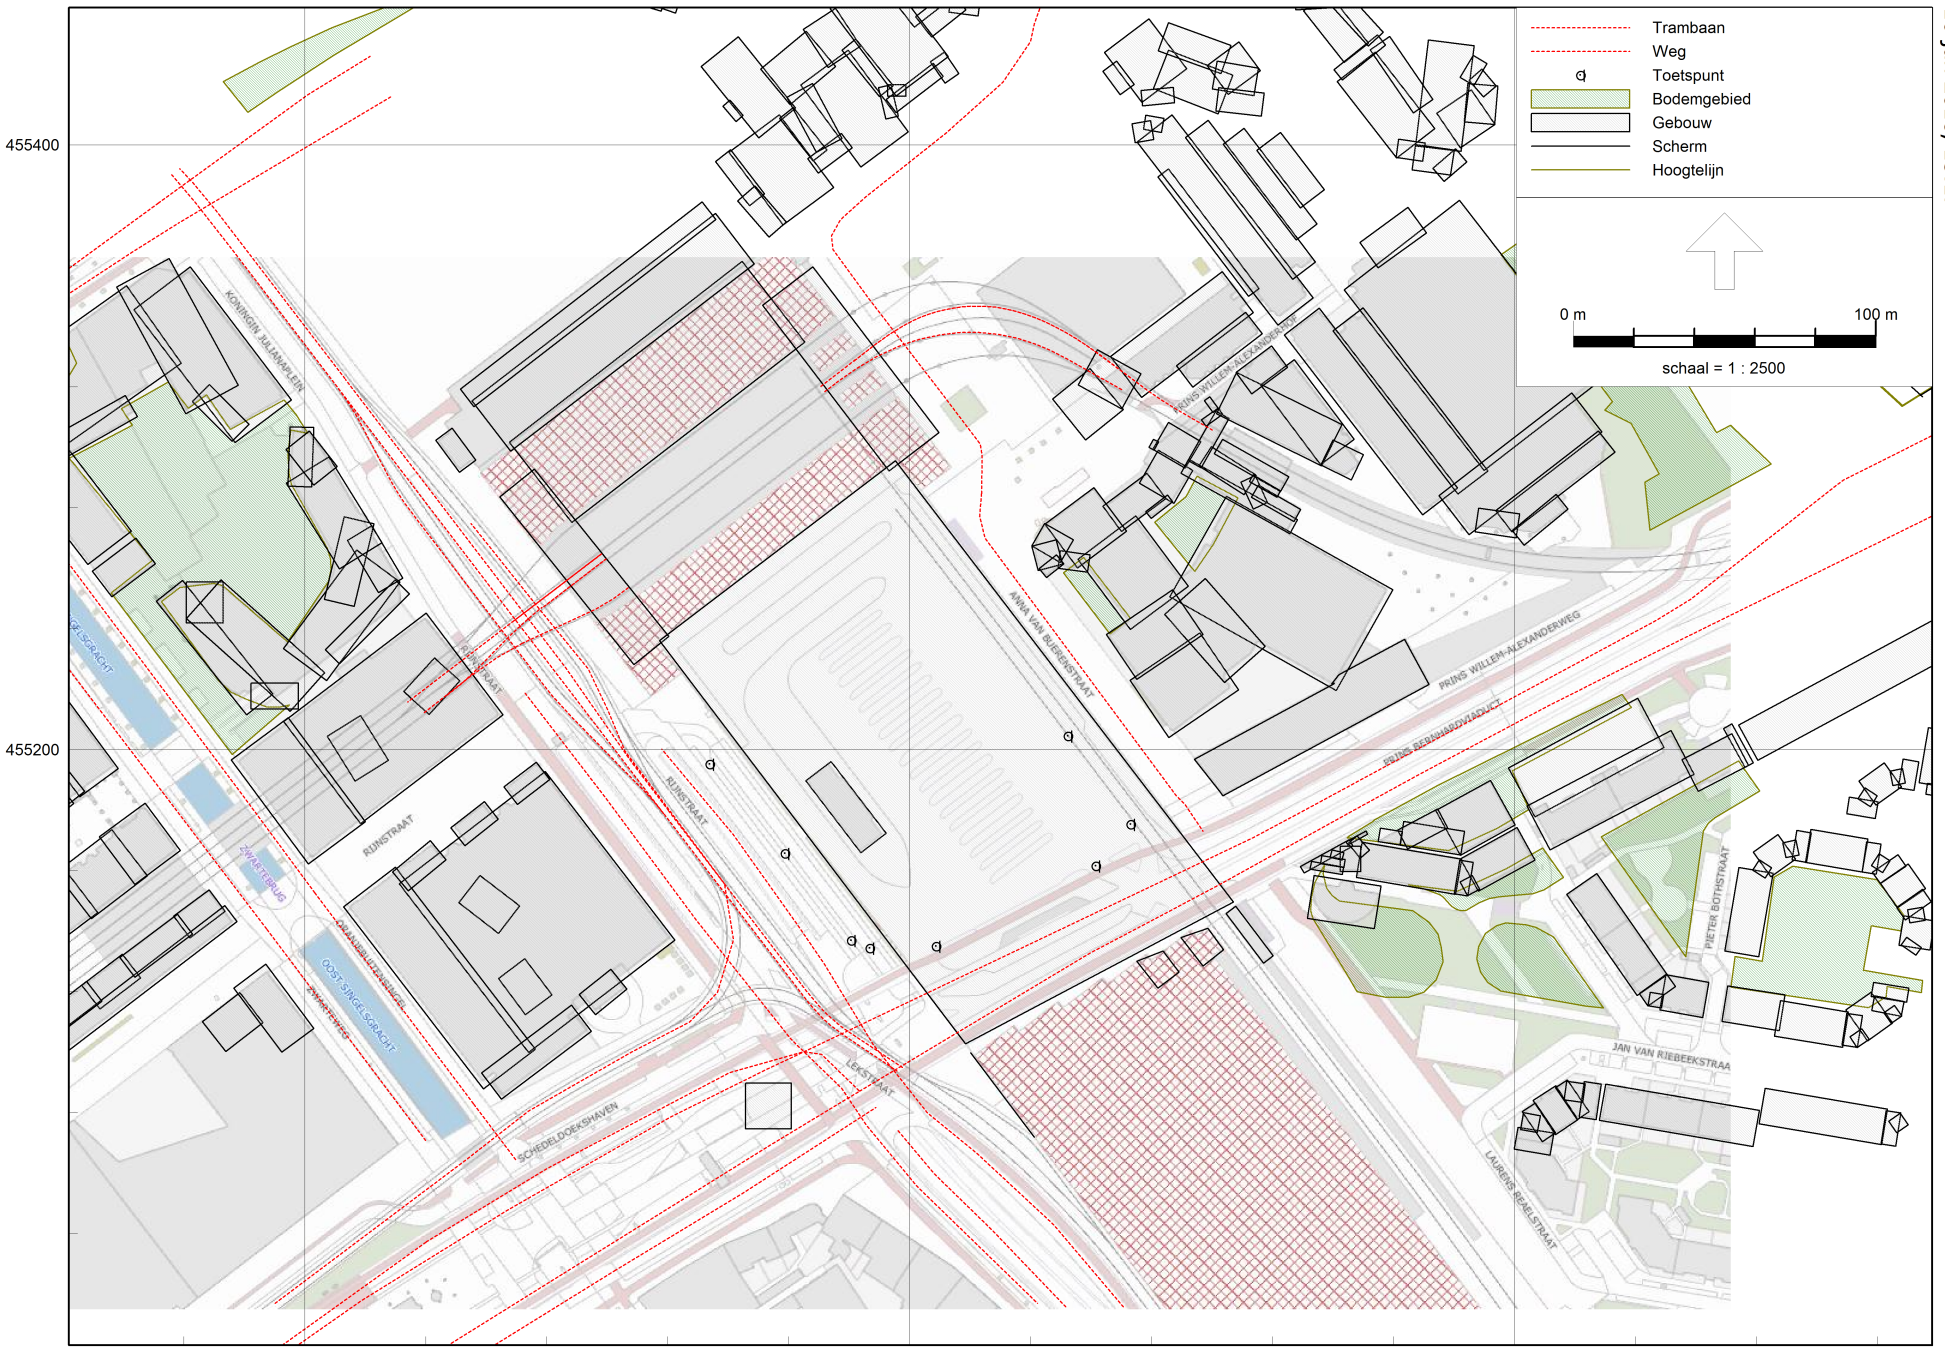 Trambaan
Weg
Toetspunt
Bodemgebied
Gebouw
Scherm
Hoogtelijn
0 m
100 m
schaal = 1 : 2500
455400
455200
KONINGIN JULIANAPLEIN
PRINS WILLEM-ALEXANDERHOF
ANNA VAN BUERENSTRAAT
PRINS WILLEM-ALEXANDERWEG
PRINS BERNHARDVIADUCT
RIJNSTRAAT
RIJNSTRAAT
RIJNSTRAAT
GELSGRACHT
ZWARTEBRUG
ORANJEBUITENSINGEL
OOST-SINGELSGRACHT
ZWARTEWEG
SCHEDELDOEKSHAVEN
LEKSTRAAT
PIETER BOTHSTRAAT
JAN VAN RIEBEEKSTRAA
LAURENS REAELSTRAAT